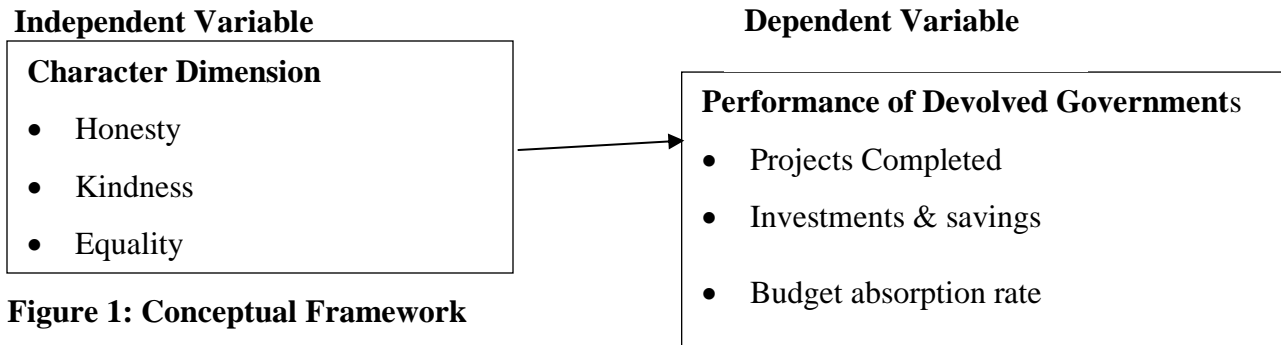 Independent Variable
Character Dimension
• Honesty
• Kindness
• Equality
Figure 1: Conceptual Framework
Dependent Variable
Performance of Devolved Governments
• Projects Completed
• Investments & savings
• Budget absorption rate